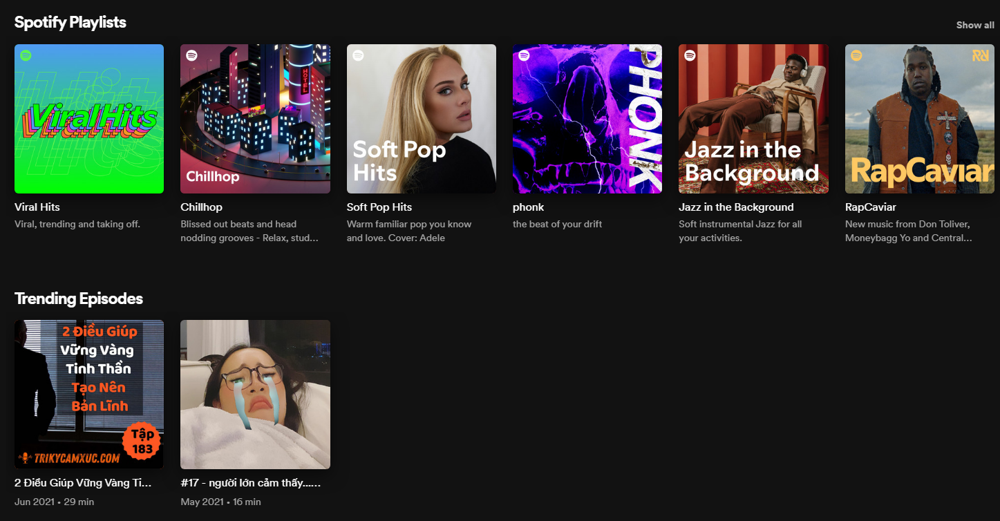 Spotify Playlists
Show all
Viral Hits
Chillhop
HOTEL
Soft Pop
Hits
PHONK
Jazz in the
Background
RapCaviar
Viral Hits
Viral, trending and taking off.
Chillhop
Blissed out beats and head
nodding grooves - Relax, stud...
Soft Pop Hits
Warm familiar pop you know
and love. Cover: Adele
phonk
the beat of your drift
Jazz in the Background
Soft instrumental Jazz for all
your activities.
RapCaviar
New music from Don Toliver,
Moneybagg Yo and Central...
Trending Episodes
2 Điều Giúp
Vững Vàng
Tinh Thần
Tạo Nên
Bản Lĩnh
Tập
183
TRIKYCAMXUC.COM
2 Điều Giúp Vững Vàng Ti...
Jun 2021 • 29 min
#17 - người lớn cảm thấy......
May 2021 • 16 min